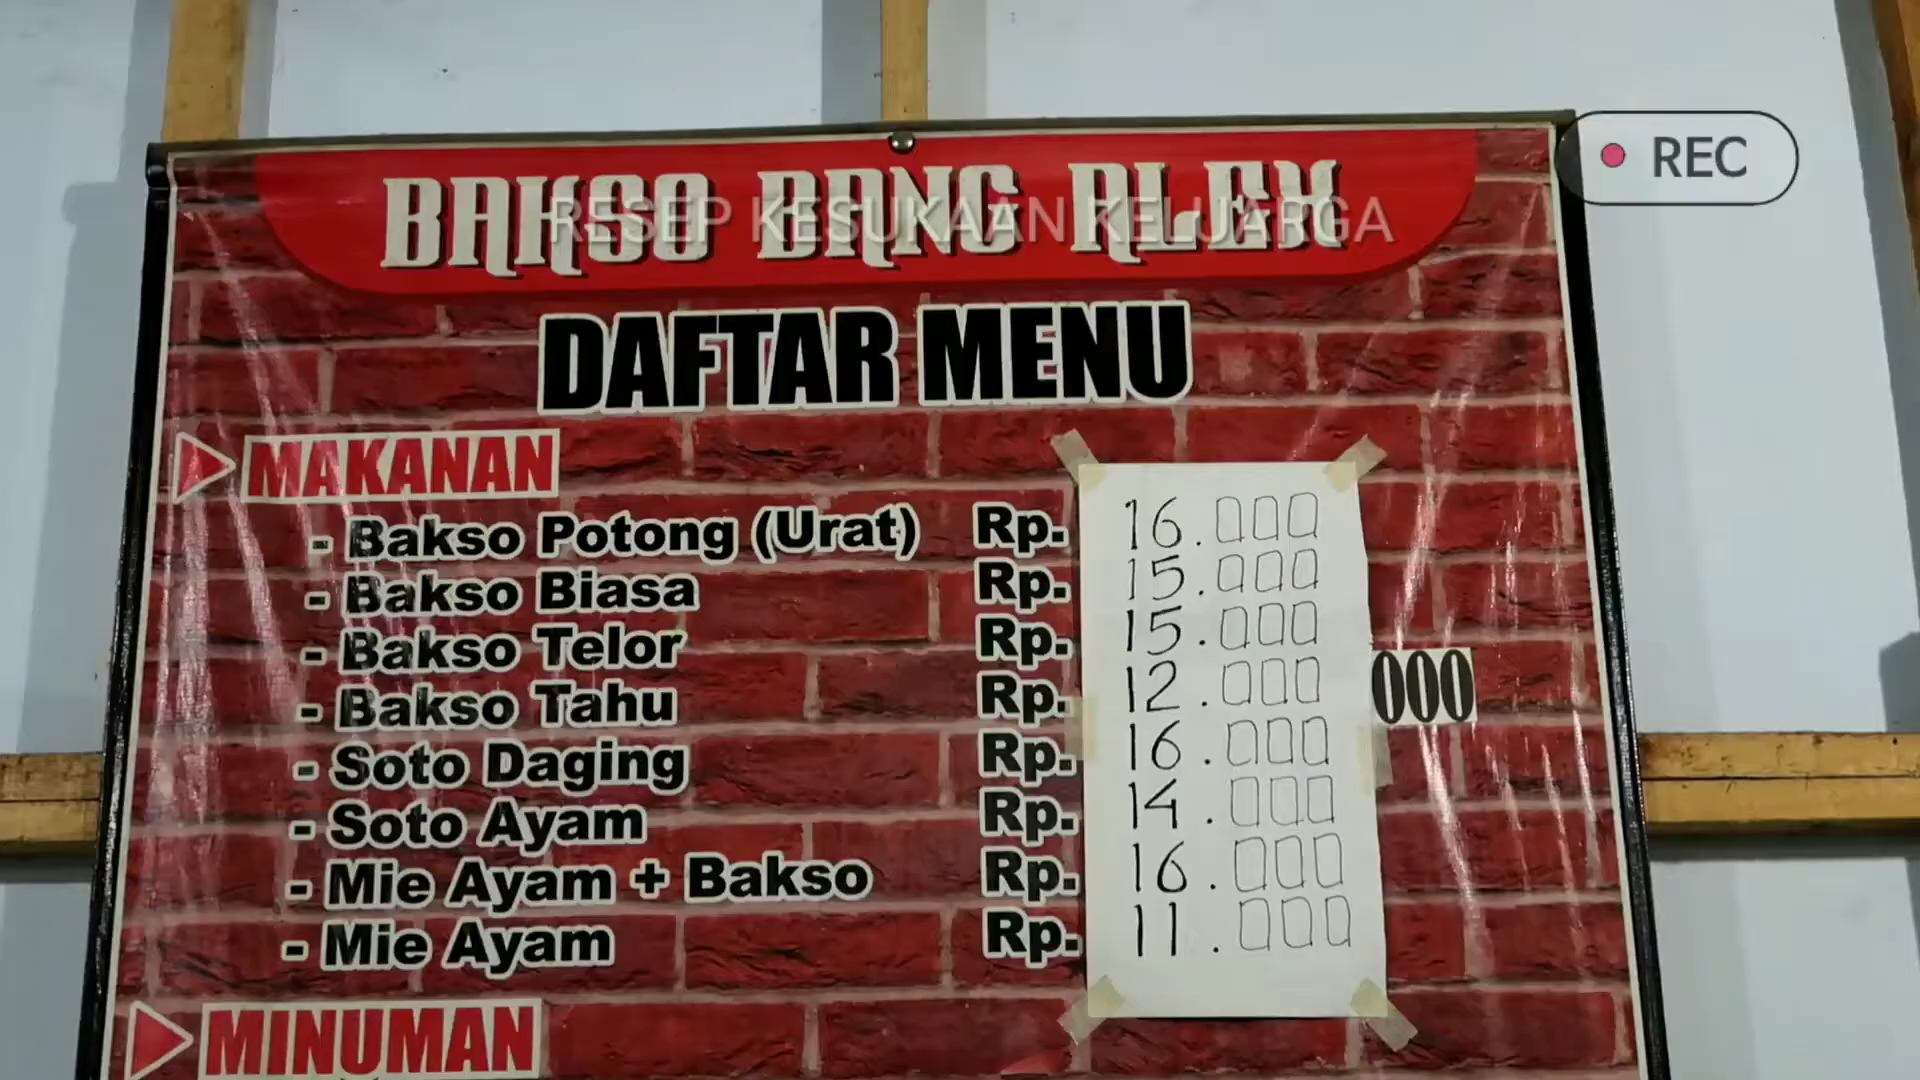 REC
BAKSO BANG ALEX
RESEP KESUKAAN KELUARGA
DAFTAR MENU
MAKANAN
- Bakso Potong (Urat) Rp. 16.000
- Bakso Biasa Rp. 15.000
- Bakso Telor Rp. 15.000
- Bakso Tahu Rp. 12.000 000
- Soto Daging Rp. 16.000
- Soto Ayam Rp. 14.000
- Mie Ayam + Bakso Rp. 16.000
- Mie Ayam Rp. 11.000
MINUMAN